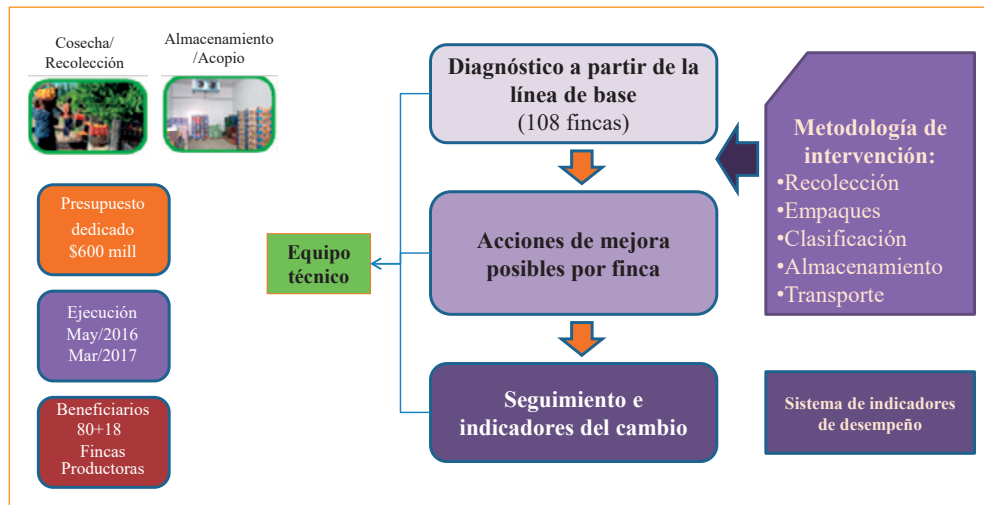 Cosecha/
Recolección
Almacenamiento
/Acopio
Presupuesto
dedicado
$600 mill
Ejecución
May/2016
Mar/2017
Beneficiarios
80+18
Fincas
Productoras
Equipo
técnico
Diagnóstico a partir de la
línea de base
(108 fincas)
Acciones de mejora
posibles por finca
Seguimiento e
indicadores del cambio
Metodología de
intervención:
•Recolección
•Empaques
•Clasificación
•Almacenamiento
•Transporte
Sistema de indicadores
de desempeño